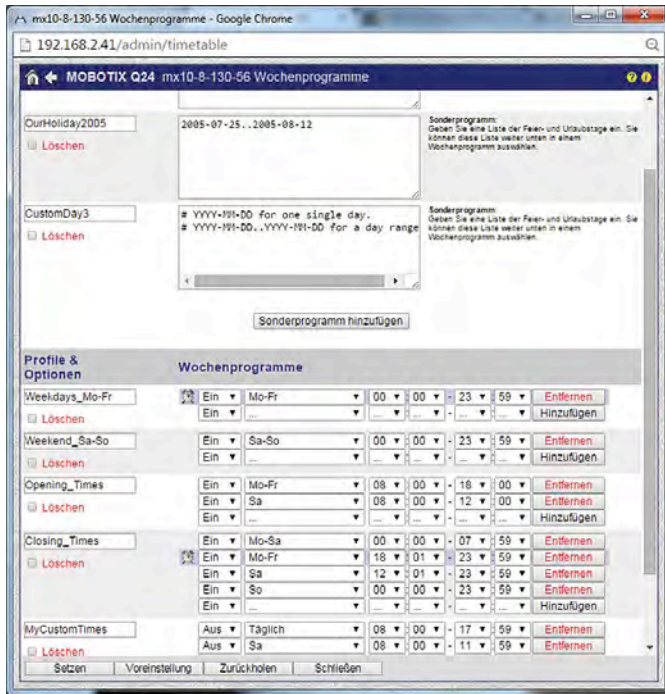 mx10-8-130-56 Wochenprogramme - Google Chrome
192.168.2.41/admin/timetable
MOBOTIX Q24 mx10-8-130-56 Wochenprogramme
OurHoliday2005
Löschen
2005-07-25..2005-08-12
Sonderprogramm:
Geben Sie eine Liste der Feier- und Urlaubstage ein. Sie
können diese Liste weiter unten in einem
Wochenprogramm auswählen.
CustomDay3
Löschen
# YYYY-MM-DD for one single day.
# YYYY-MM-DD..YYYY-MM-DD for a day range
Sonderprogramm:
Geben Sie eine Liste der Feier- und Urlaubstage ein. Sie
können diese Liste weiter unten in einem
Wochenprogramm auswählen.
Sonderprogramm hinzufügen
Profile &
Optionen
Wochenprogramme
Weekdays_Mo-Fr
Löschen
Ein Mo-Fr 00 : 00 - 23 : 59 Entfernen
Ein ... ... : ... - ... : ... Hinzufügen
Weekend_Sa-So
Löschen
Ein Sa-So 00 : 00 - 23 : 59 Entfernen
Ein ... ... : ... - ... : ... Hinzufügen
Opening_Times
Löschen
Ein Mo-Fr 08 : 00 - 18 : 00 Entfernen
Ein Sa 08 : 00 - 12 : 00 Entfernen
Ein ... ... : ... - ... : ... Hinzufügen
Closing_Times
Löschen
Ein Mo-Sa 00 : 00 - 07 : 59 Entfernen
Ein Mo-Fr 18 : 01 - 23 : 59 Entfernen
Ein Sa 12 : 01 - 23 : 59 Entfernen
Ein So 00 : 00 - 23 : 59 Entfernen
Ein ... ... : ... - ... : ... Hinzufügen
MyCustomTimes
Löschen
Aus Täglich 08 : 00 - 17 : 59 Entfernen
Aus Sa 08 : 00 - 11 : 59 Entfernen
Setzen Voreinstellung Zurückholen Schließen